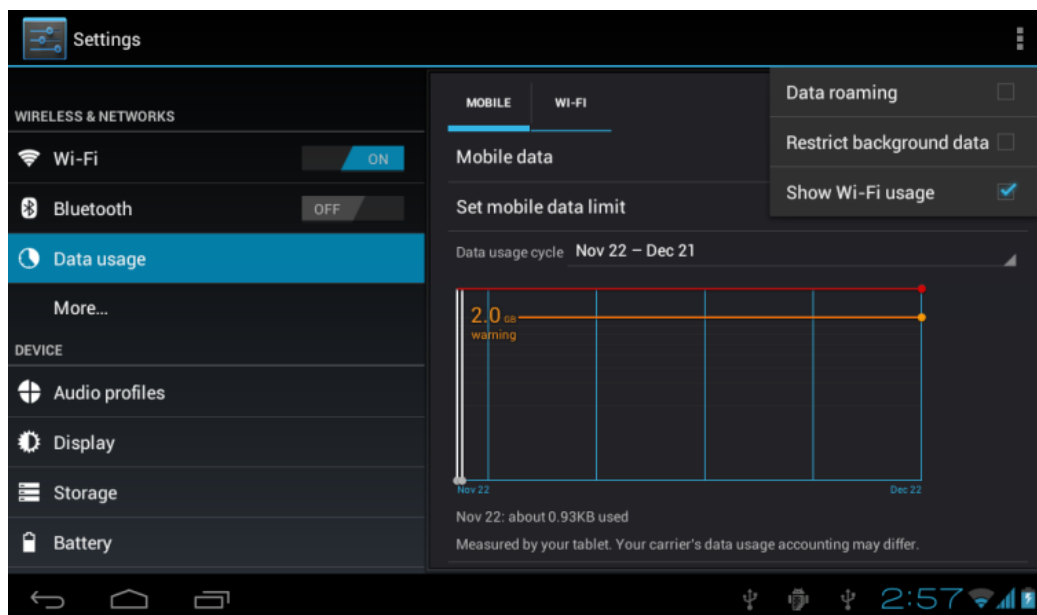 Settings
WIRELESS & NETWORKS
Wi-Fi
ON
Bluetooth
OFF
Data usage
More...
DEVICE
Audio profiles
Display
Storage
Battery
MOBILE
WI-FI
Mobile data
Set mobile data limit
Data usage cycle Nov 22 – Dec 21
2.0 GB
warning
Nov 22
Dec 22
Nov 22: about 0.93KB used
Measured by your tablet. Your carrier's data usage accounting may differ.
Data roaming
Restrict background data
Show Wi-Fi usage
2:57